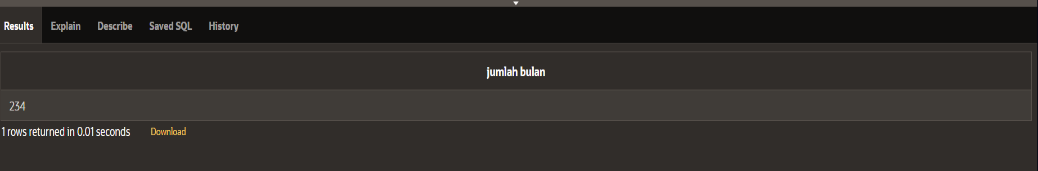 Results Explain Describe Saved SQL History
jumlah bulan
234
1 rows returned in 0.01 seconds Download